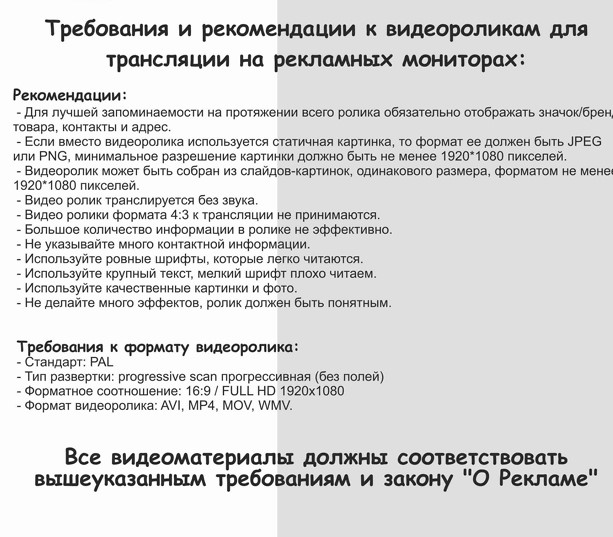 Требования и рекомендации к видеороликам для
трансляции на рекламных мониторах:
Рекомендации:
- Для лучшей запоминаемости на протяжении всего ролика обязательно отображать значок/брен
товара, контакты и адрес.
- Если вместо видеоролика используется статичная картинка, то формат ее должен быть JPEG
или PNG, минимальное разрешение картинки должно быть не менее 1920*1080 пикселей.
- Видеоролик может быть собран из слайдов-картинок, одинакового размера, форматом не мене
1920*1080 пикселей.
- Видео ролик транслируется без звука.
- Видео ролики формата 4:3 к трансляции не принимаются.
- Большое количество информации в ролике не эффективно.
- Не указывайте много контактной информации.
- Используйте ровные шрифты, которые легко читаются.
- Используйте крупный текст, мелкий шрифт плохо читаем.
- Используйте качественные картинки и фото.
- Не делайте много эффектов, ролик должен быть понятным.
Требования к формату видеоролика:
- Стандарт: PAL
- Тип развертки: progressive scan прогрессивная (без полей)
- Форматное соотношение: 16:9 / FULL HD 1920x1080
- Формат видеоролика: AVI, MP4, MOV, WMV.
Все видеоматериалы должны соответствовать
вышеуказанным требованиям и закону "О Рекламе"